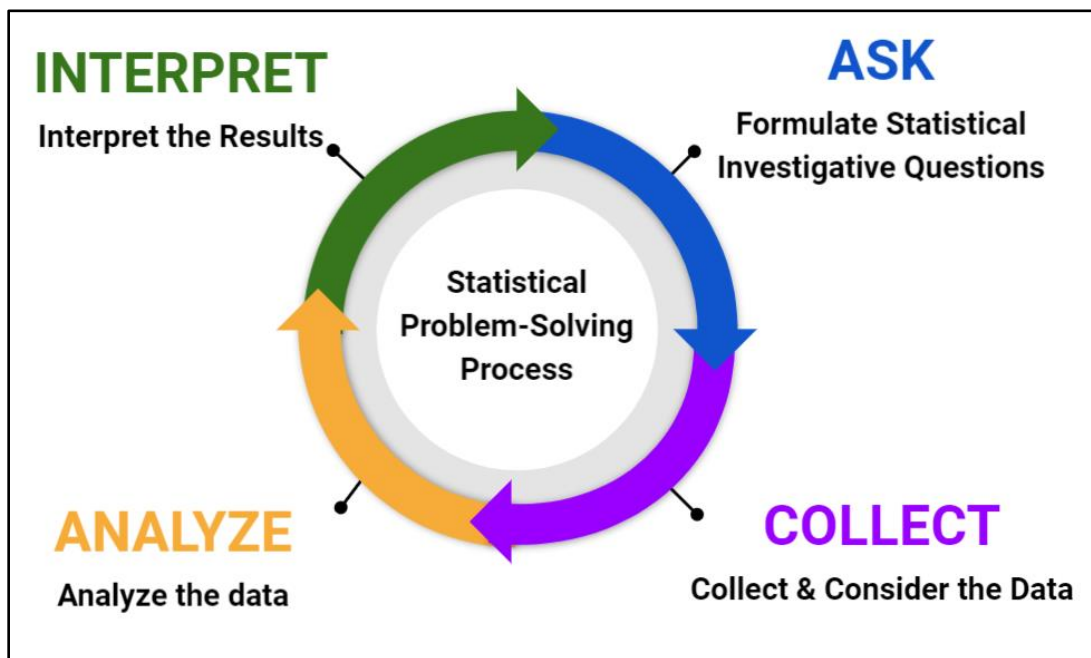 INTERPRET
Interpret the Results
ASK
Formulate Statistical
Investigative Questions
Statistical
Problem-Solving
Process
ANALYZE
Analyze the data
COLLECT
Collect & Consider the Data